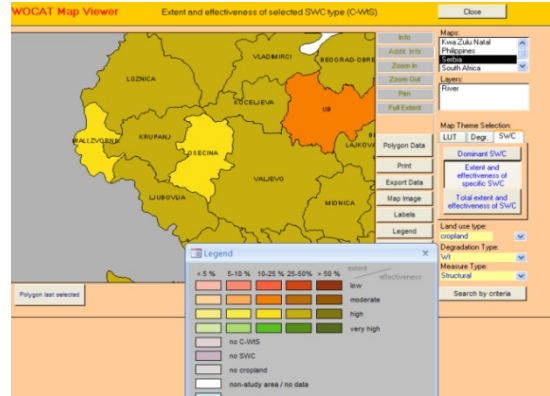 WOCAT Map Viewer
Extent and effectiveness of selected SWC type (C-WtS)
Close
LOZNICA
VLADIMIRCI
BEOGRAD-OBRE
KOCELJEVA
UB
MALI ZVORNIK
KRUPANJ
OSECINA
LAJKOVA
VALJEVO
LJUBOVIJA
MIONICA
Polygon last selected
Info
Addit. Info
Zoom In
Zoom Out
Pan
Full Extent
Polygon Data
Print
Export Data
Map Image
Labels
Legend
Maps:
Kwa Zulu Natal
Philippines
Serbia
South Africa
Layers:
River
Map Theme Selection:
LUT Degr. SWC
Dominant SWC
Extent and
effectiveness of
specific SWC
Total extent and
effectiveness of SWC
Land use type:
cropland
Degradation Type:
Wt
Measure Type:
Structural
Search by criteria
Legend
< 5 % 5-10 % 10-25 % 25-50% > 50 % extent
effectiveness
low
moderate
high
very high
no C-WtS
no SWC
no cropland
non-study area / no data